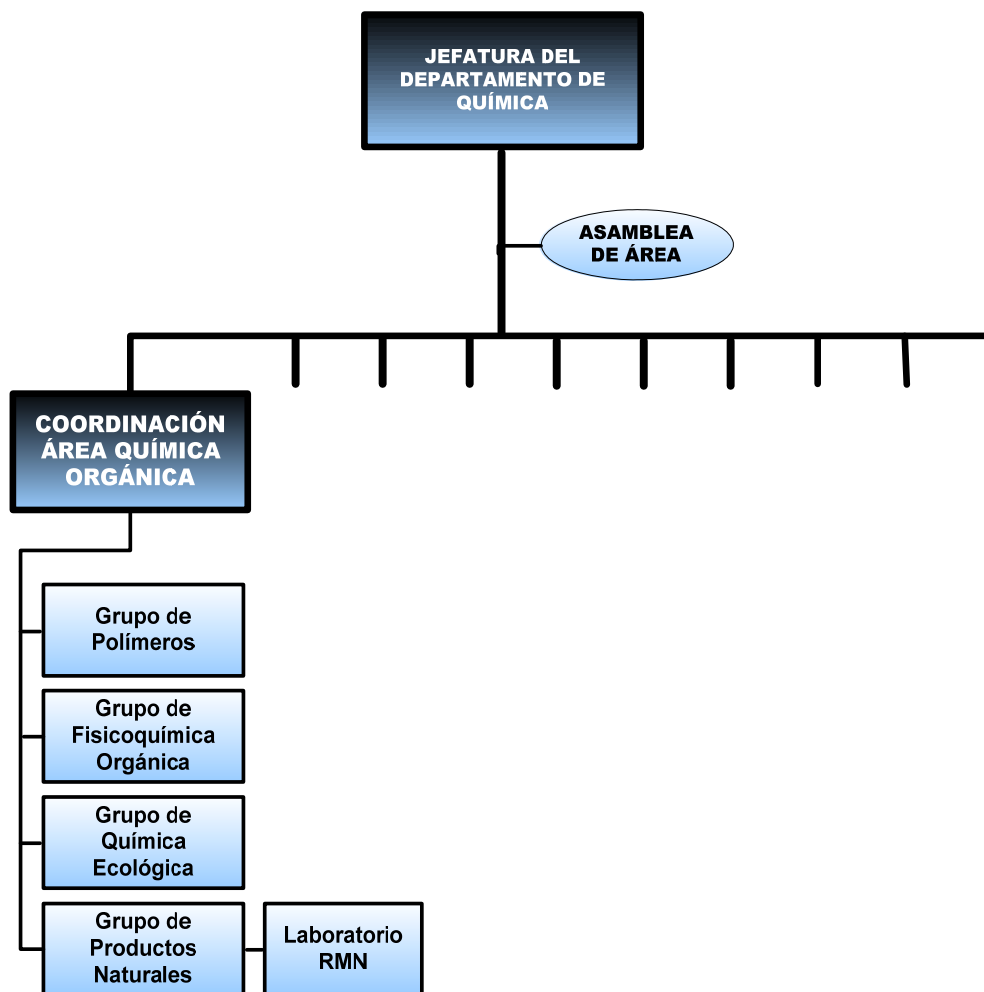 JEFATURA DEL
DEPARTAMENTO DE
QUÍMICA
ASAMBLEA
DE ÁREA
COORDINACIÓN
ÁREA QUÍMICA
ORGÁNICA
Grupo de
Polímeros
Grupo de
Fisicoquímica
Orgánica
Grupo de
Química
Ecológica
Grupo de
Productos
Naturales
Laboratorio
RMN